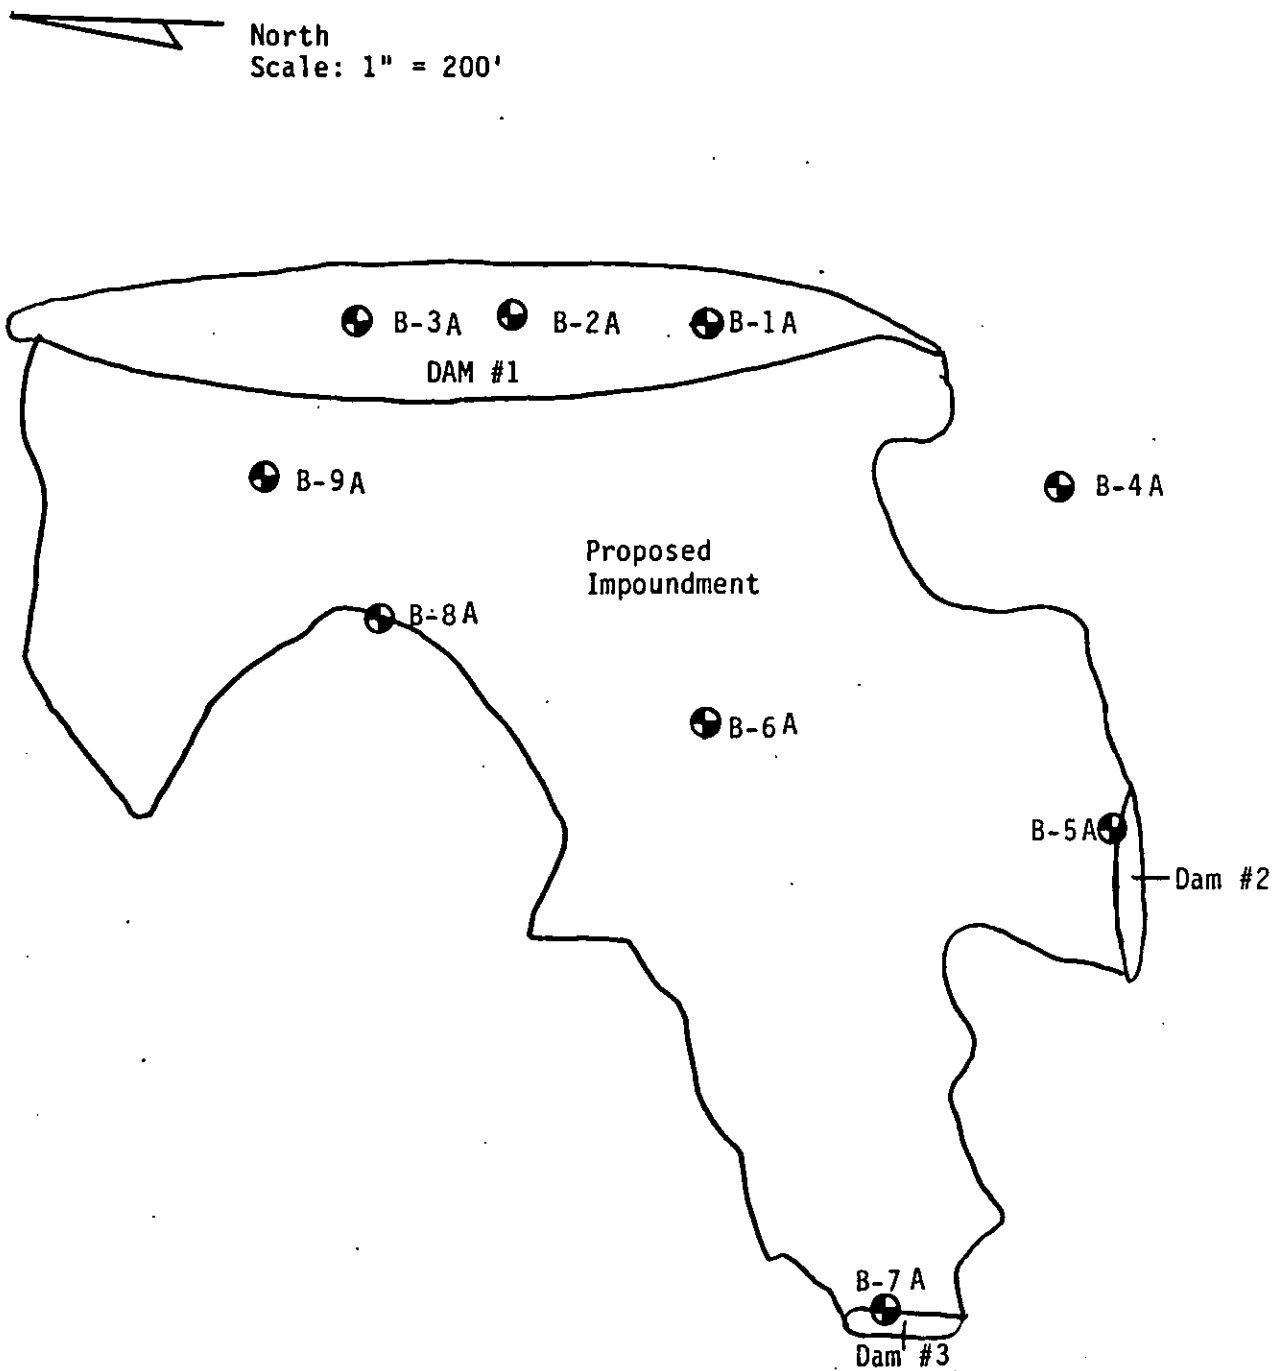 North
Scale: 1" = 200'
B-3A
B-2A
B-1A
DAM #1
B-9A
B-4A
Proposed
Impoundment
B-8A
B-6A
B-5A
Dam #2
B-7A
Dam #3